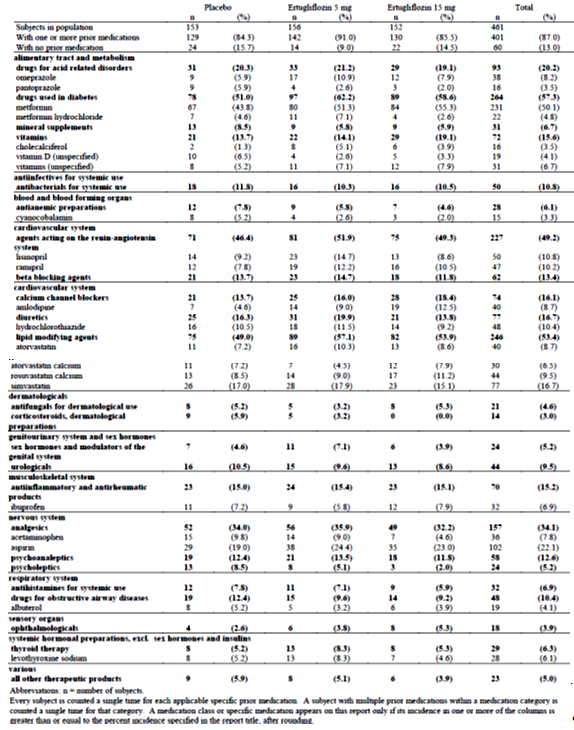 Placebo Ertugliflozin 5 mg Ertugliflozin 15 mg Total
n (%) n (%) n (%) n (%)
Subjects in population 153 156 152 461
With one or more prior medications 129 (84.3) 142 (91.0) 130 (85.5) 401 (87.0)
With no prior medication 24 (15.7) 14 (9.0) 22 (14.5) 60 (13.0)
alimentary tract and metabolism
drugs for acid related disorders 31 (20.3) 33 (21.2) 29 (19.1) 93 (20.2)
omeprazole 9 (5.9) 17 (10.9) 12 (7.9) 38 (8.2)
pantoprazole 9 (5.9) 4 (2.6) 3 (2.0) 16 (3.5)
drugs used in diabetes 78 (51.0) 97 (62.2) 89 (58.6) 264 (57.3)
metformin 67 (43.8) 80 (51.3) 84 (55.3) 231 (50.1)
metformin hydrochloride 7 (4.6) 11 (7.1) 4 (2.6) 22 (4.8)
mineral supplements 13 (8.5) 9 (5.8) 9 (5.9) 31 (6.7)
vitamins 21 (13.7) 22 (14.1) 29 (19.1) 72 (15.6)
cholecalciferol 2 (1.3) 8 (5.1) 6 (3.9) 16 (3.5)
vitamin D (unspecified) 10 (6.5) 4 (2.6) 5 (3.3) 19 (4.1)
vitamins (unspecified) 8 (5.2) 11 (7.1) 12 (7.9) 31 (6.7)
antiinfectives for systemic use
antibacterials for systemic use 18 (11.8) 16 (10.3) 16 (10.5) 50 (10.8)
blood and blood forming organs
antianemic preparations 12 (7.8) 9 (5.8) 7 (4.6) 28 (6.1)
cyanocobalamin 8 (5.2) 4 (2.6) 3 (2.0) 15 (3.3)
cardiovascular system
agents acting on the renin-angiotensin 71 (46.4) 81 (51.9) 75 (49.3) 227 (49.2)
system
lisinopril 14 (9.2) 23 (14.7) 13 (8.6) 50 (10.8)
ramipril 12 (7.8) 19 (12.2) 16 (10.5) 47 (10.2)
beta blocking agents 21 (13.7) 23 (14.7) 18 (11.8) 62 (13.4)
cardiovascular system
calcium channel blockers 21 (13.7) 25 (16.0) 28 (18.4) 74 (16.1)
amlodipine 7 (4.6) 14 (9.0) 19 (12.5) 40 (8.7)
diuretics 25 (16.3) 31 (19.9) 21 (13.8) 77 (16.7)
hydrochlorothiazide 16 (10.5) 18 (11.5) 14 (9.2) 48 (10.4)
lipid modifying agents 75 (49.0) 89 (57.1) 82 (53.9) 246 (53.4)
atorvastatin 11 (7.2) 16 (10.3) 13 (8.6) 40 (8.7)
atorvastatin calcium 11 (7.2) 7 (4.5) 12 (7.9) 30 (6.5)
rosuvastatin calcium 13 (8.5) 14 (9.0) 17 (11.2) 44 (9.5)
simvastatin 26 (17.0) 28 (17.9) 23 (15.1) 77 (16.7)
dermatologicals
antifungals for dermatological use 8 (5.2) 5 (3.2) 8 (5.3) 21 (4.6)
corticosteroids, dermatological 9 (5.9) 5 (3.2) 0 (0.0) 14 (3.0)
preparations
genitourinary system and sex hormones
sex hormones and modulators of the 7 (4.6) 11 (7.1) 6 (3.9) 24 (5.2)
genital system
urologicals 16 (10.5) 15 (9.6) 13 (8.6) 44 (9.5)
musculoskeletal system
antiinflammatory and antirheumatic 23 (15.0) 24 (15.4) 23 (15.1) 70 (15.2)
products
ibuprofen 11 (7.2) 9 (5.8) 12 (7.9) 32 (6.9)
nervous system
analgesics 52 (34.0) 56 (35.9) 49 (32.2) 157 (34.1)
acetaminophen 15 (9.8) 14 (9.0) 7 (4.6) 36 (7.8)
aspirin 29 (19.0) 38 (24.4) 35 (23.0) 102 (22.1)
psychoanaleptics 19 (12.4) 21 (13.5) 18 (11.8) 58 (12.6)
psycholeptics 13 (8.5) 8 (5.1) 3 (2.0) 24 (5.2)
respiratory system
antihistamines for systemic use 12 (7.8) 11 (7.1) 9 (5.9) 32 (6.9)
drugs for obstructive airway diseases 19 (12.4) 15 (9.6) 14 (9.2) 48 (10.4)
albuterol 8 (5.2) 5 (3.2) 6 (3.9) 19 (4.1)
sensory organs
ophthalmologicals 4 (2.6) 6 (3.8) 8 (5.3) 18 (3.9)
systemic hormonal preparations, excl. sex hormones and insulins
thyroid therapy 8 (5.2) 13 (8.3) 8 (5.3) 29 (6.3)
levothyroxine sodium 8 (5.2) 13 (8.3) 7 (4.6) 28 (6.1)
various
all other therapeutic products 9 (5.9) 8 (5.1) 6 (3.9) 23 (5.0)
Abbreviations: n = number of subjects.
Every subject is counted a single time for each applicable specific prior medication. A subject with multiple prior medications within a medication category is
counted a single time for that category. A medication class or specific medication appears on this report only if its incidence in one or more of the columns is
greater than or equal to the percent incidence specified in the report title, after rounding.